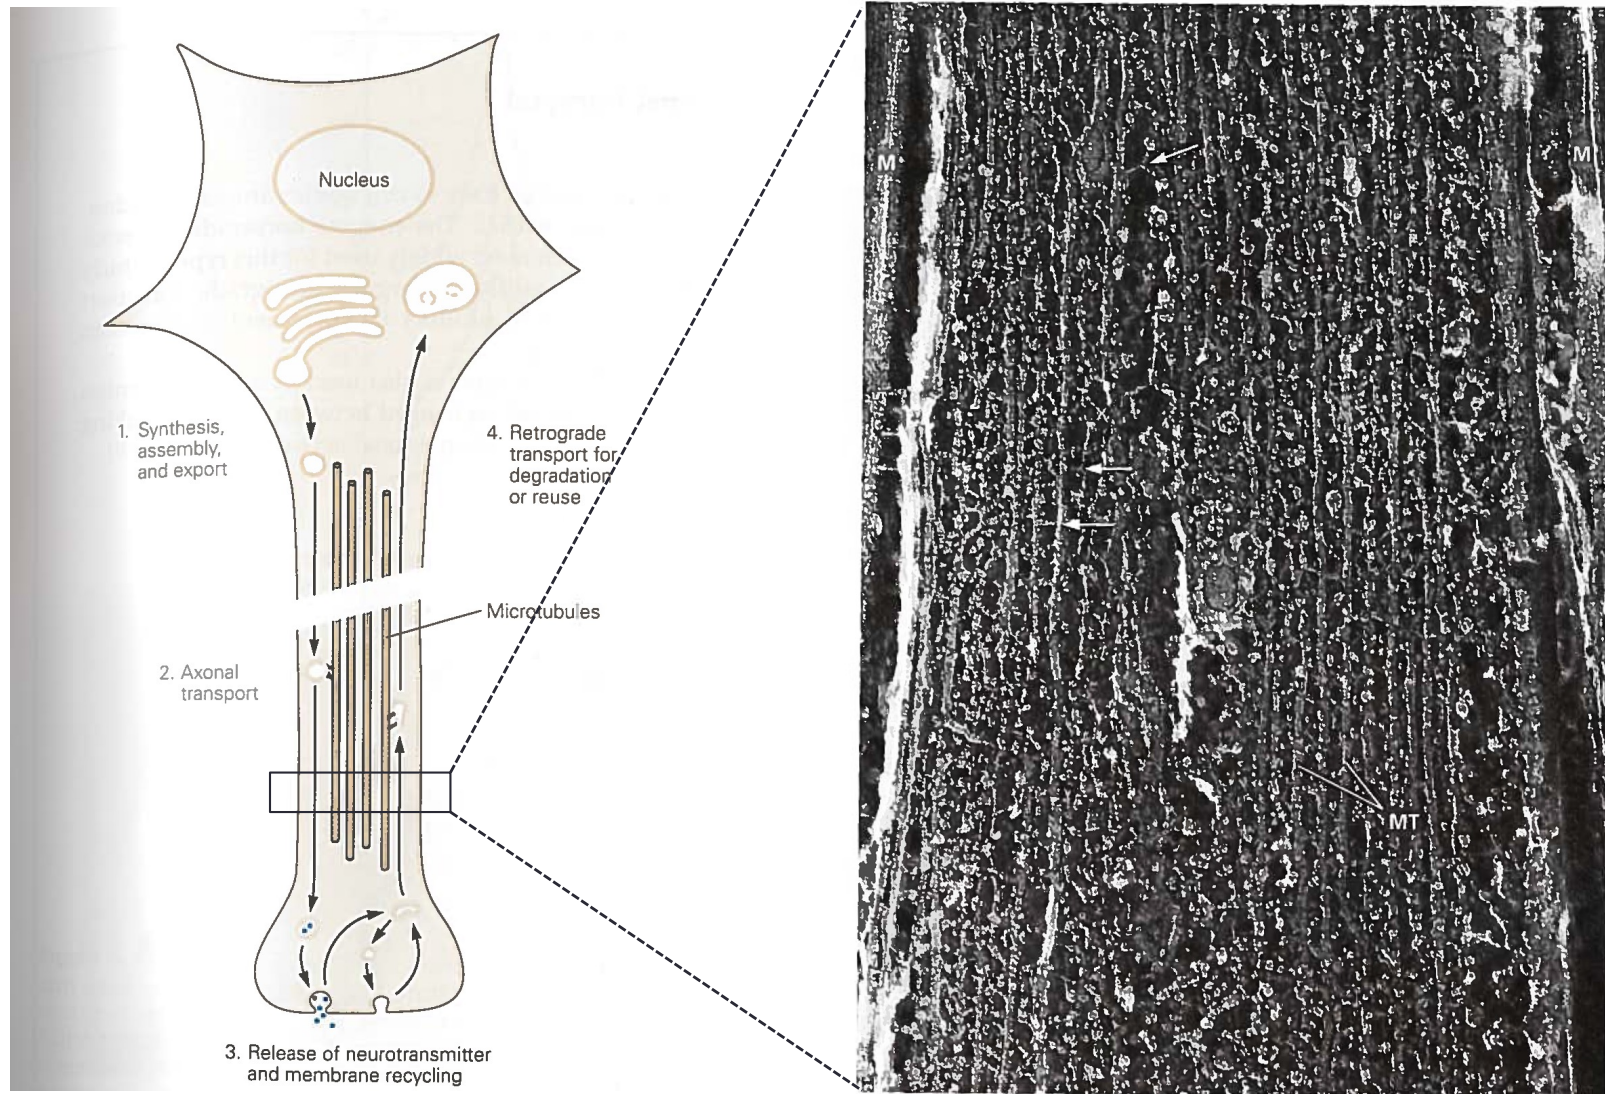 Nucleus
1. Synthesis,
assembly,
and export
4. Retrograde
transport for
degradation
or reuse
Microtubules
2. Axonal
transport
3. Release of neurotransmitter
and membrane recycling
M
M
MT